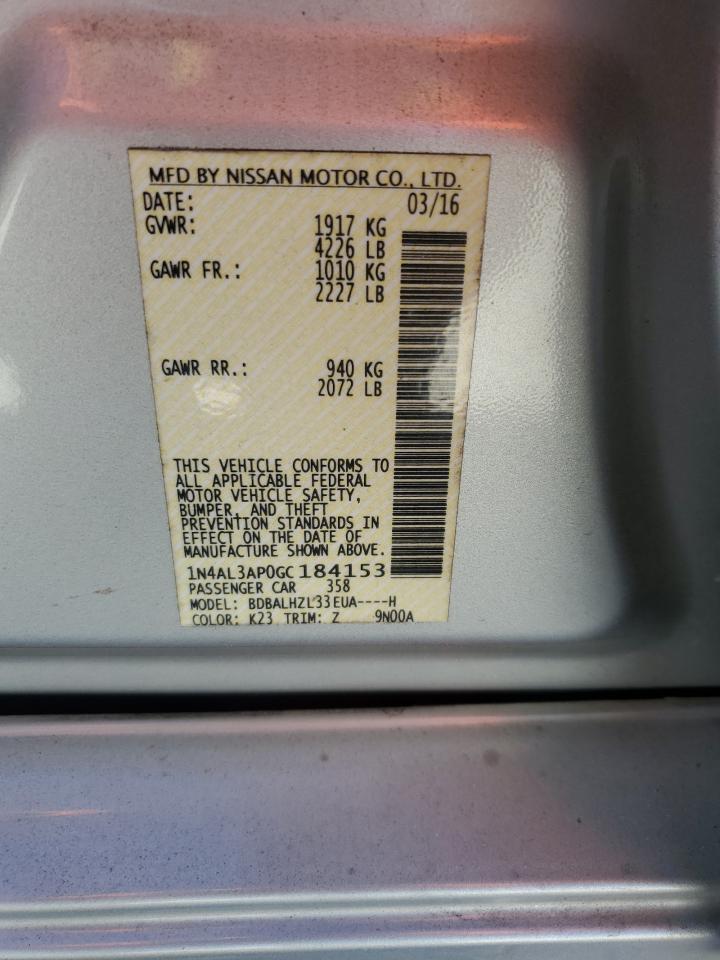 MFD BY NISSAN MOTOR CO., LTD.
DATE: 03/16
GVWR: 1917 KG
4226 LB
GAWR FR.: 1010 KG
2227 LB
GAWR RR.: 940 KG
2072 LB
THIS VEHICLE CONFORMS TO
ALL APPLICABLE FEDERAL
MOTOR VEHICLE SAFETY,
BUMPER, AND THEFT
PREVENTION STANDARDS IN
EFFECT ON THE DATE OF
MANUFACTURE SHOWN ABOVE.
1N4AL3AP0GC184153
PASSENGER CAR 358
MODEL: BDBALHZL33EUA----H
COLOR: K23 TRIM: Z 9N00A